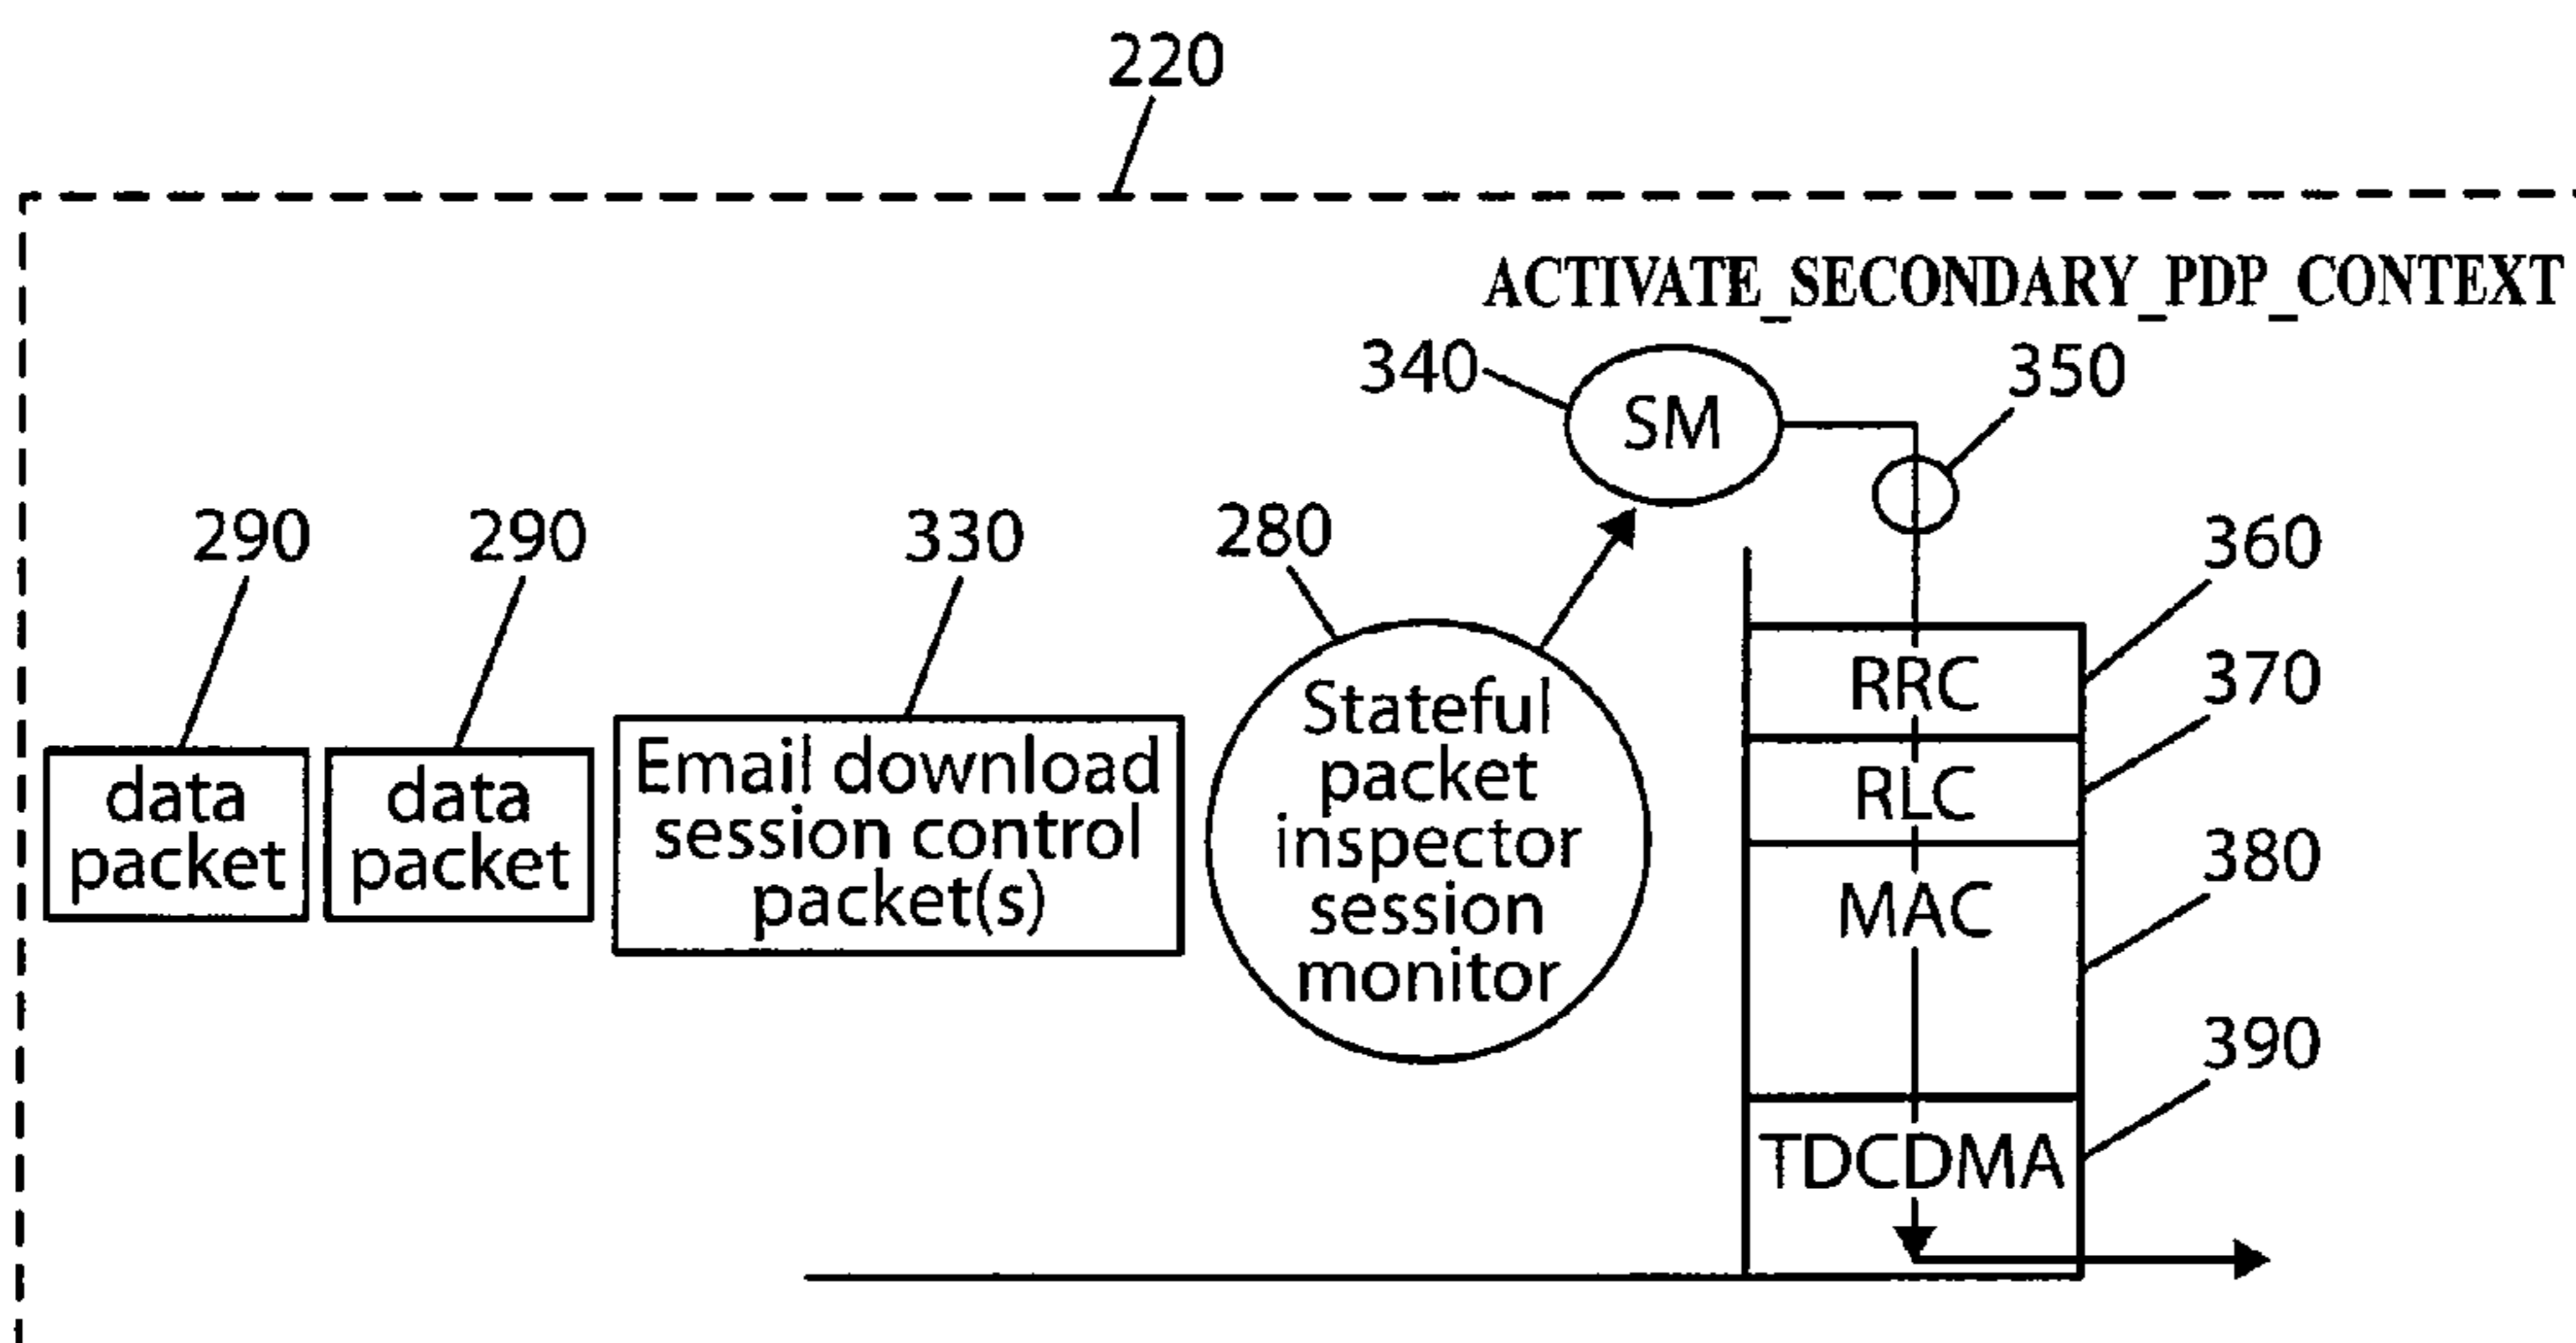 220
ACTIVATE_SECONDARY_PDP_CONTEXT
340
SM
350
290
290
330
280
360
RRC
370
RLC
data
packet
data
packet
Email download
session control
packet(s)
Stateful
packet
inspector
session
monitor
380
MAC
390
TDCDMA